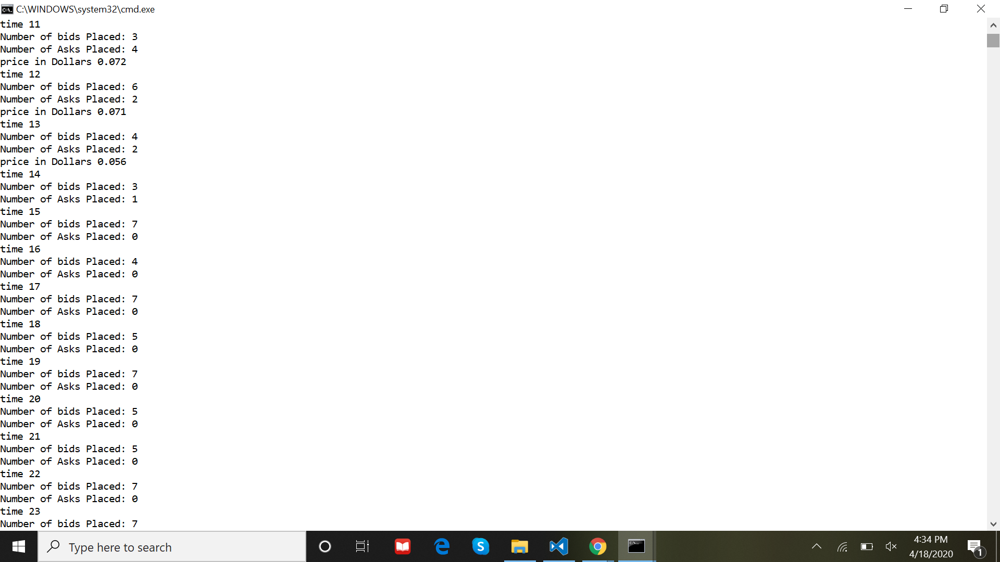 C:\WINDOWS\system32\cmd.exe
time 11
Number of bids Placed: 3
Number of Asks Placed: 4
price in Dollars 0.072
time 12
Number of bids Placed: 6
Number of Asks Placed: 2
price in Dollars 0.071
time 13
Number of bids Placed: 4
Number of Asks Placed: 2
price in Dollars 0.056
time 14
Number of bids Placed: 3
Number of Asks Placed: 1
time 15
Number of bids Placed: 7
Number of Asks Placed: 0
time 16
Number of bids Placed: 4
Number of Asks Placed: 0
time 17
Number of bids Placed: 7
Number of Asks Placed: 0
time 18
Number of bids Placed: 5
Number of Asks Placed: 0
time 19
Number of bids Placed: 7
Number of Asks Placed: 0
time 20
Number of bids Placed: 5
Number of Asks Placed: 0
time 21
Number of bids Placed: 5
Number of Asks Placed: 0
time 22
Number of bids Placed: 7
Number of Asks Placed: 0
time 23
Number of bids Placed: 7
Type here to search
4:34 PM
4/18/2020
1